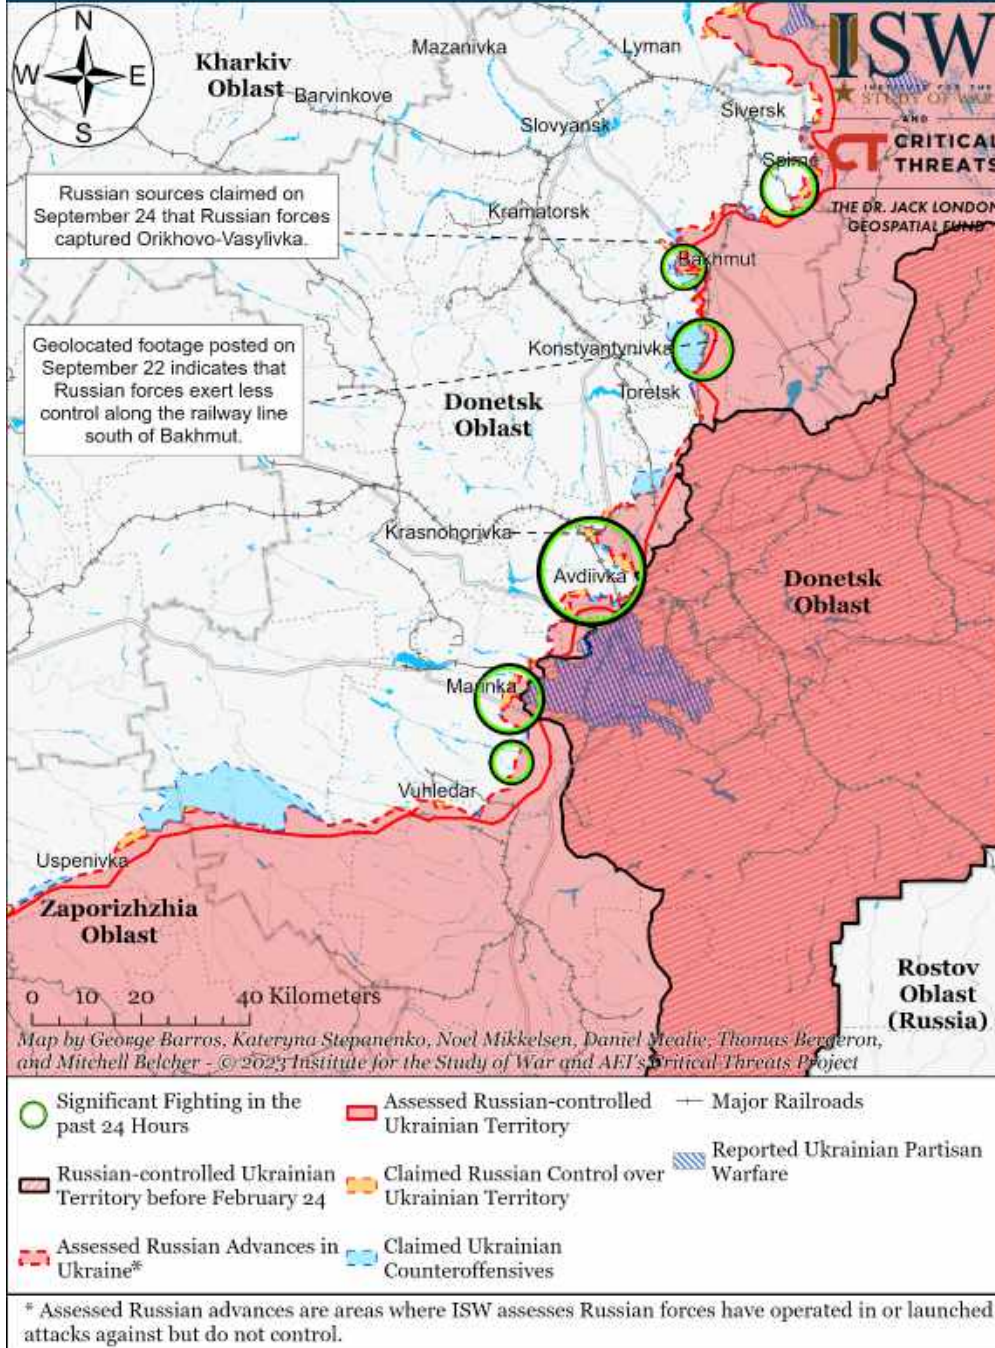 N
W E
S
Kharkiv
Oblast
Mazanivka
Lyman
Barvinkove
Slovyansk
Siversk
ISW
INSTITUTE FOR THE
STUDY OF WAR
AND
CT CRITICAL
THREATS
THE DR. JACK LONDON
GEOSPATIAL FUND
Spirne
Russian sources claimed on
September 24 that Russian forces
captured Orikhovo-Vasylivka.
Kramatorsk
Bakhmut
Geolocated footage posted on
September 22 indicates that
Russian forces exert less
control along the railway line
south of Bakhmut.
Konstyantynivka
Toretsk
Donetsk
Oblast
Krasnohorivka
Avdiivka
Donetsk
Oblast
Marinka
Vuhledar
Uspenivka
Zaporizhzhia
Oblast
Rostov
Oblast
(Russia)
0 10 20 40 Kilometers
Map by George Barros, Kateryna Stepanenko, Noel Mikkelsen, Daniel Mealie, Thomas Bergeron,
and Mitchell Belcher - © 2023 Institute for the Study of War and AEI's Critical Threats Project
Significant Fighting in the
past 24 Hours
Russian-controlled Ukrainian
Territory before February 24
Assessed Russian Advances in
Ukraine*
Assessed Russian-controlled
Ukrainian Territory
Claimed Russian Control over
Ukrainian Territory
Claimed Ukrainian
Counteroffensives
Major Railroads
Reported Ukrainian Partisan
Warfare
* Assessed Russian advances are areas where ISW assesses Russian forces have operated in or launched
attacks against but do not control.